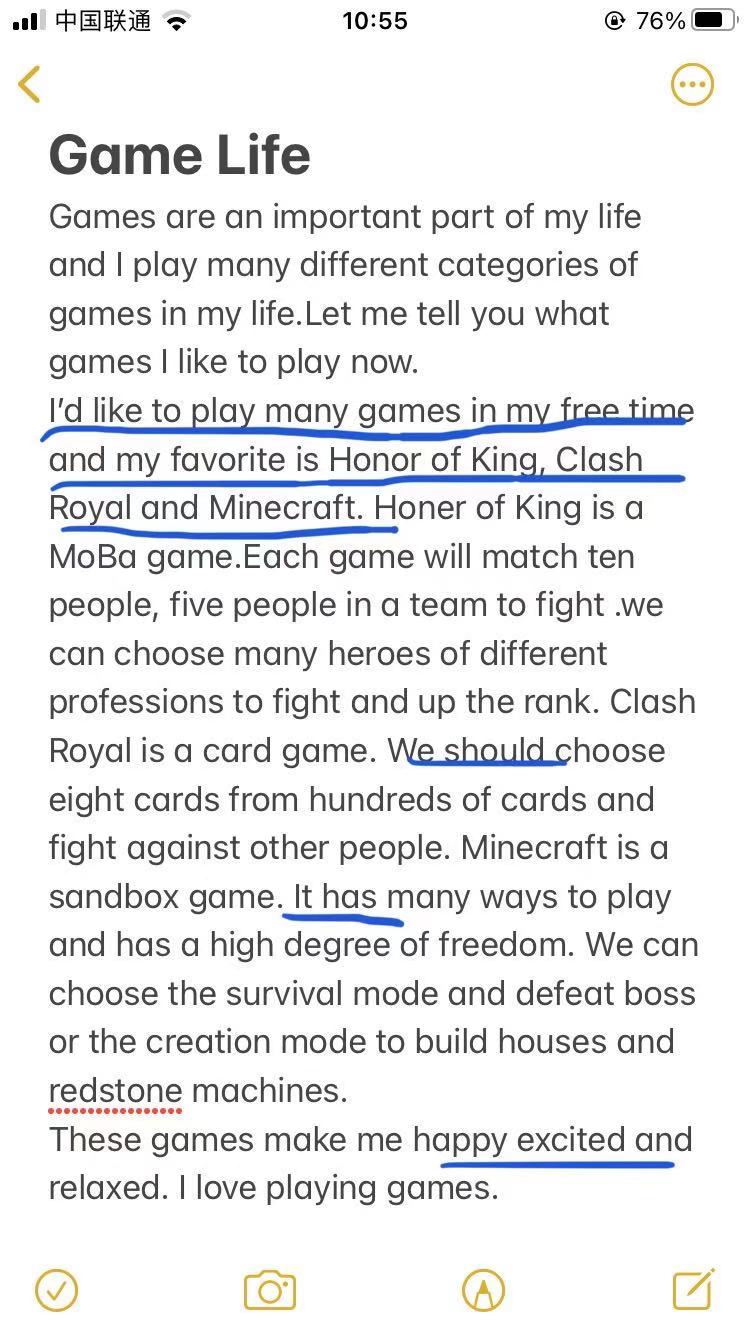 中国联通
10:55
76%
Game Life
Games are an important part of my life
and I play many different categories of
games in my life.Let me tell you what
games I like to play now.
I’d like to play many games in my free time
and my favorite is Honor of King, Clash
Royal and Minecraft. Honer of King is a
MoBa game.Each game will match ten
people, five people in a team to fight .we
can choose many heroes of different
professions to fight and up the rank. Clash
Royal is a card game. We should choose
eight cards from hundreds of cards and
fight against other people. Minecraft is a
sandbox game. It has many ways to play
and has a high degree of freedom. We can
choose the survival mode and defeat boss
or the creation mode to build houses and
redstone machines.
These games make me happy excited and
relaxed. I love playing games.